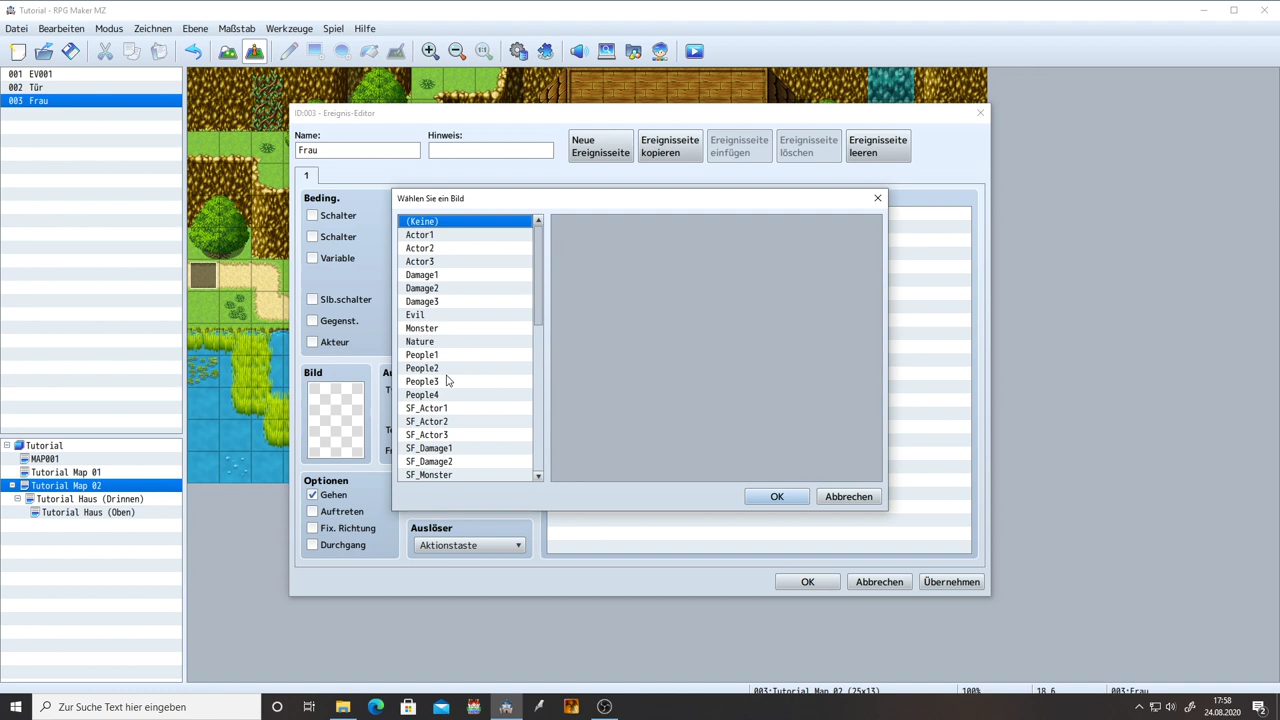 Tutorial - RPG Maker MZ
Datei Bearbeiten Modus Zeichnen Ebene Maßstab Werkzeuge Spiel Hilfe
001 EV001
002 Tür
003 Frau
ID:003 - Ereignis-Editor
Name: Hinweis:
Frau
Neue Ereignisseite
Ereignisseite kopieren
Ereignisseite einfügen
Ereignisseite löschen
Ereignisseite leeren
1
Beding.
Schalter
Schalter
Variable
Slb.schalter
Gegenst.
Akteur
Bild
Optionen
Gehen
Auftreten
Fix. Richtung
Durchgang
Auslöser
Aktionstaste
Wählen Sie ein Bild
(Keine)
Actor1
Actor2
Actor3
Damage1
Damage2
Damage3
Evil
Monster
Nature
People1
People2
People3
People4
SF_Actor1
SF_Actor2
SF_Actor3
SF_Damage1
SF_Damage2
SF_Monster
OK Abbrechen
OK Abbrechen Übernehmen
Tutorial
MAP001
Tutorial Map 01
Tutorial Map 02
Tutorial Haus (Drinnen)
Tutorial Haus (Oben)
003:Tutorial Map 02 (25x13) 100% 18,6 003:Frau
Zur Suche Text hier eingeben
17:58
24.08.2020
2